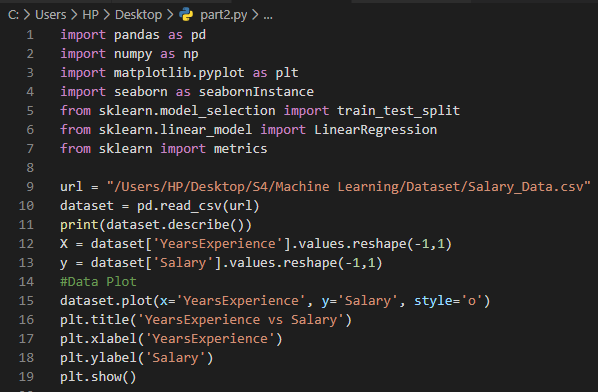 C: > Users > HP > Desktop > part2.py > ...
1 import pandas as pd
2 import numpy as np
3 import matplotlib.pyplot as plt
4 import seaborn as seabornInstance
5 from sklearn.model_selection import train_test_split
6 from sklearn.linear_model import LinearRegression
7 from sklearn import metrics
8
9 url = "/Users/HP/Desktop/S4/Machine Learning/Dataset/Salary_Data.csv"
10 dataset = pd.read_csv(url)
11 print(dataset.describe())
12 X = dataset['YearsExperience'].values.reshape(-1,1)
13 y = dataset['Salary'].values.reshape(-1,1)
14 #Data Plot
15 dataset.plot(x='YearsExperience', y='Salary', style='o')
16 plt.title('YearsExperience vs Salary')
17 plt.xlabel('YearsExperience')
18 plt.ylabel('Salary')
19 plt.show()